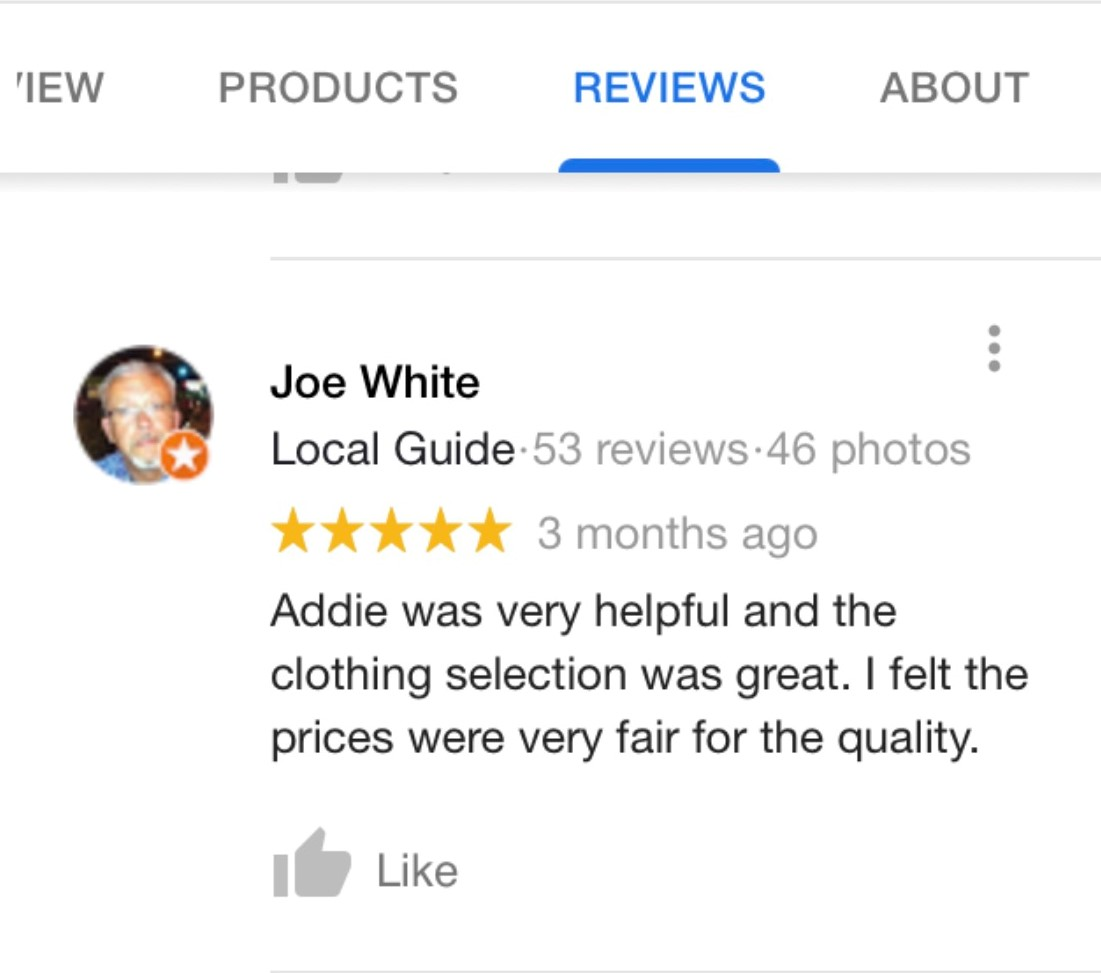 PRODUCTS REVIEWS ABOUT
Joe White
Local Guide·53 reviews·46 photos
3 months ago
Addie was very helpful and the
clothing selection was great. I felt the
prices were very fair for the quality.
Like